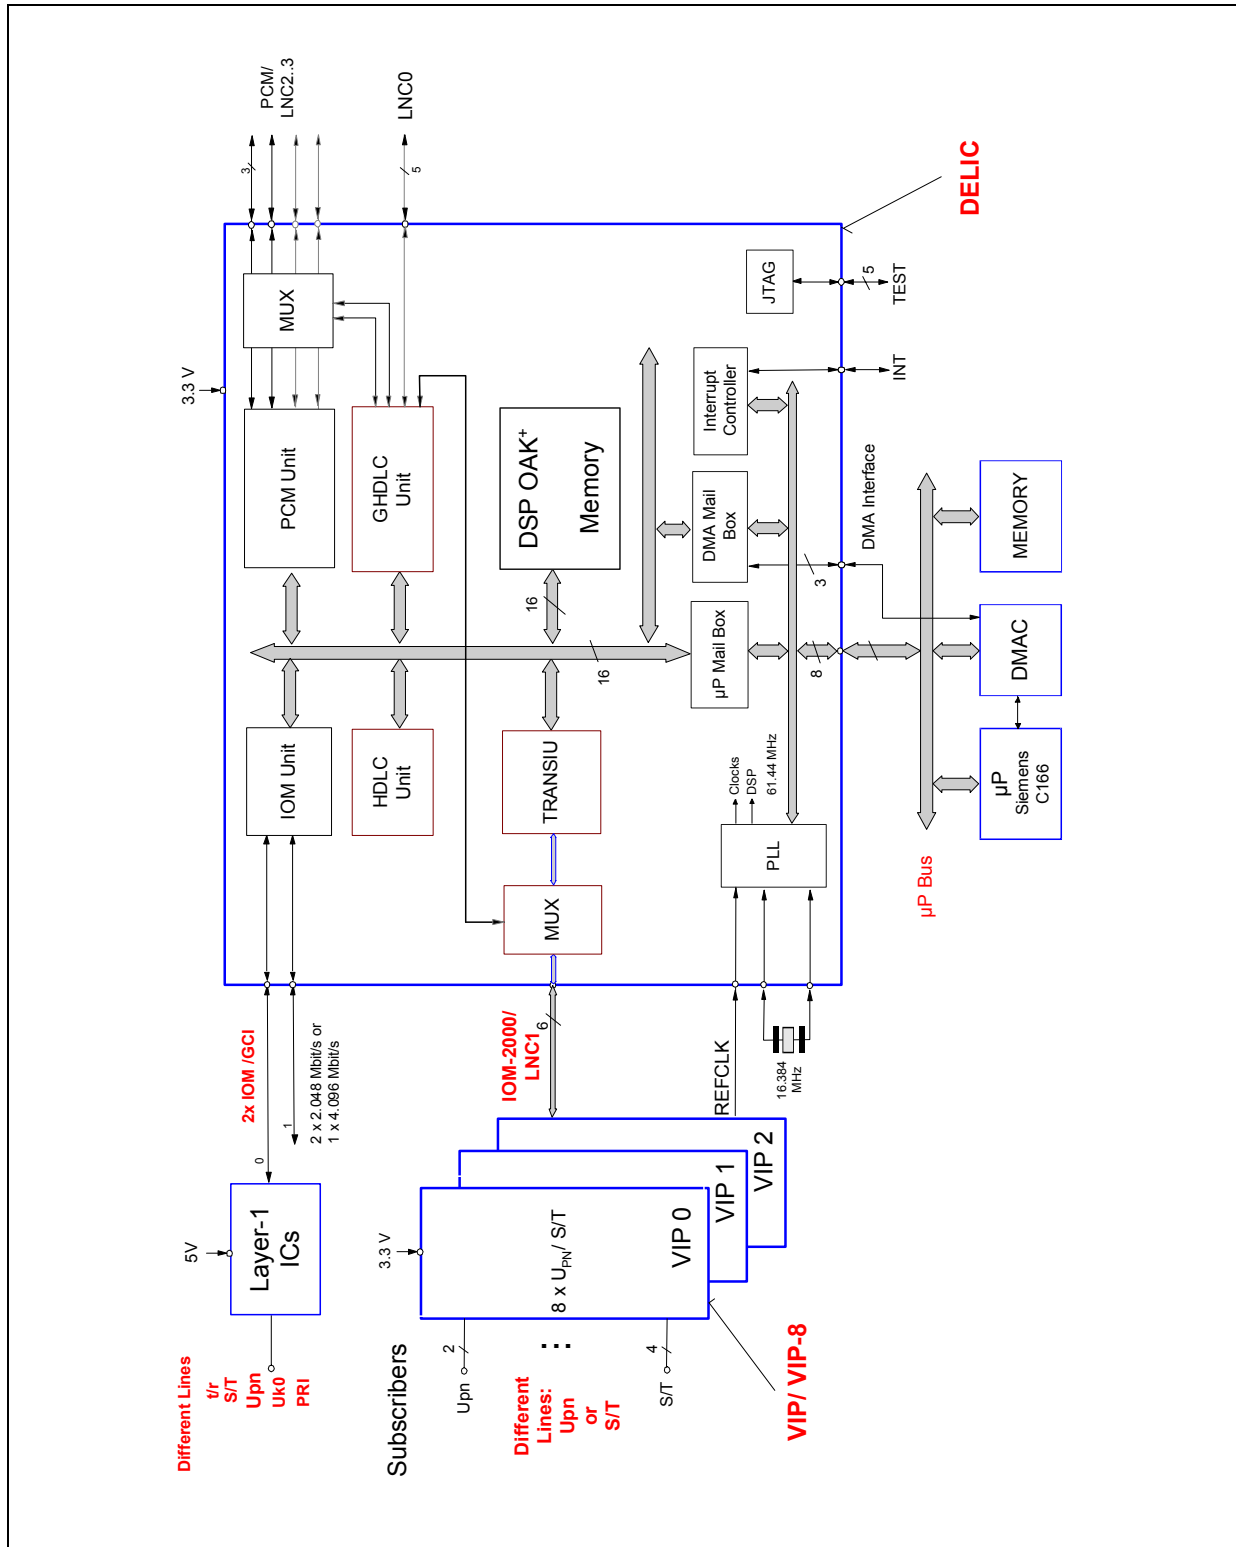 Different Lines
t/r
S/T
Upn
Uk0
PRI
5V
Layer-1
ICs
0
2x IOM /GCI
1
2 x 2.048 Mbit/s or
1 x 4.096 Mbit/s
IOM Unit
PCM Unit
MUX
3.3 V
3
PCM/
LNC2..3
HDLC
Unit
GHDLC
Unit
5
LNC0
Subscribers
3.3 V
Upn
2
...
Different
Lines:
Upn
or
S/T
S/T
4
8 x UPN/ S/T
VIP 0
VIP 1
VIP 2
VIP/ VIP-8
IOM-2000/
LNC1
6
MUX
TRANSIU
16
DSP OAK+
Memory
16
REFCLK
16.384
MHz
PLL
Clocks
DSP
61.44 MHz
µP Mail Box
DMA Mail
Box
Interrupt
Controller
JTAG
DELIC
8
3
DMA Interface
INT
5
TEST
µP Bus
µP
Siemens
C166
DMAC
MEMORY